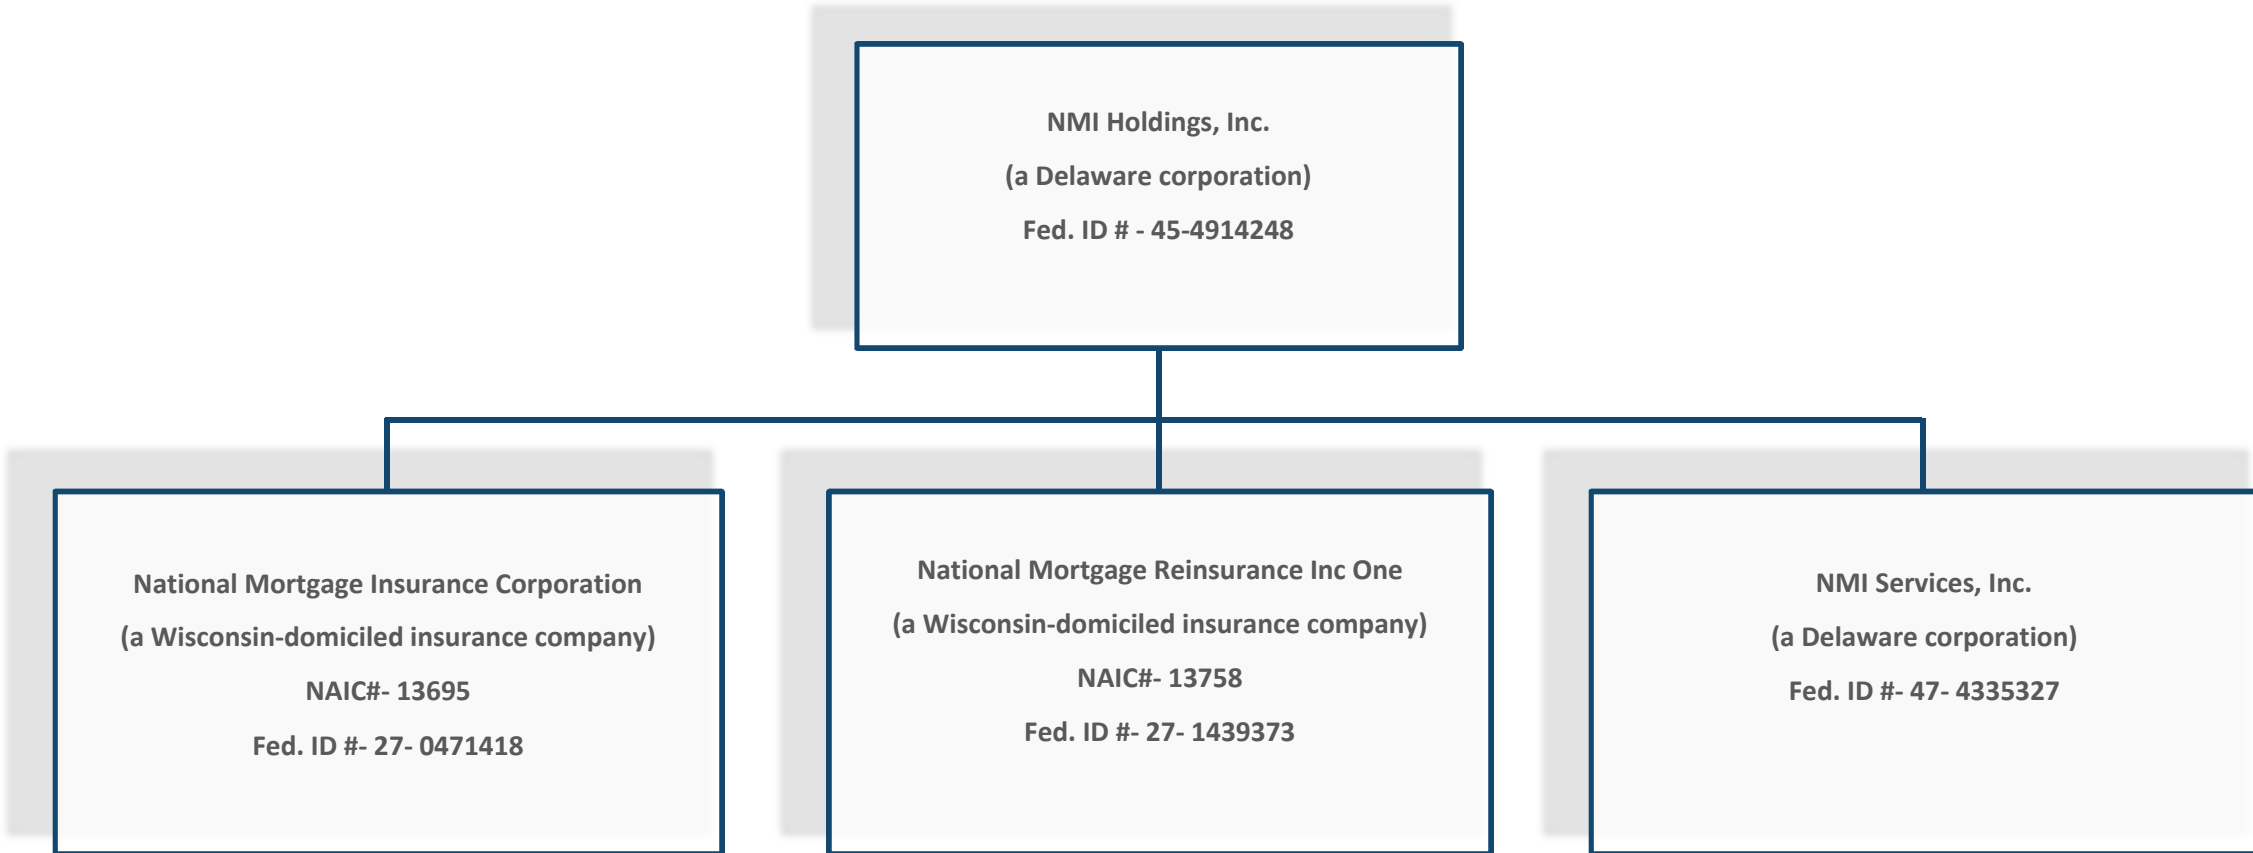 NMI Holdings, Inc.
(a Delaware corporation)
Fed. ID # - 45-4914248
National Mortgage Insurance Corporation
(a Wisconsin-domiciled insurance company)
NAIC#- 13695
Fed. ID #- 27- 0471418
National Mortgage Reinsurance Inc One
(a Wisconsin-domiciled insurance company)
NAIC#- 13758
Fed. ID #- 27- 1439373
NMI Services, Inc.
(a Delaware corporation)
Fed. ID #- 47- 4335327